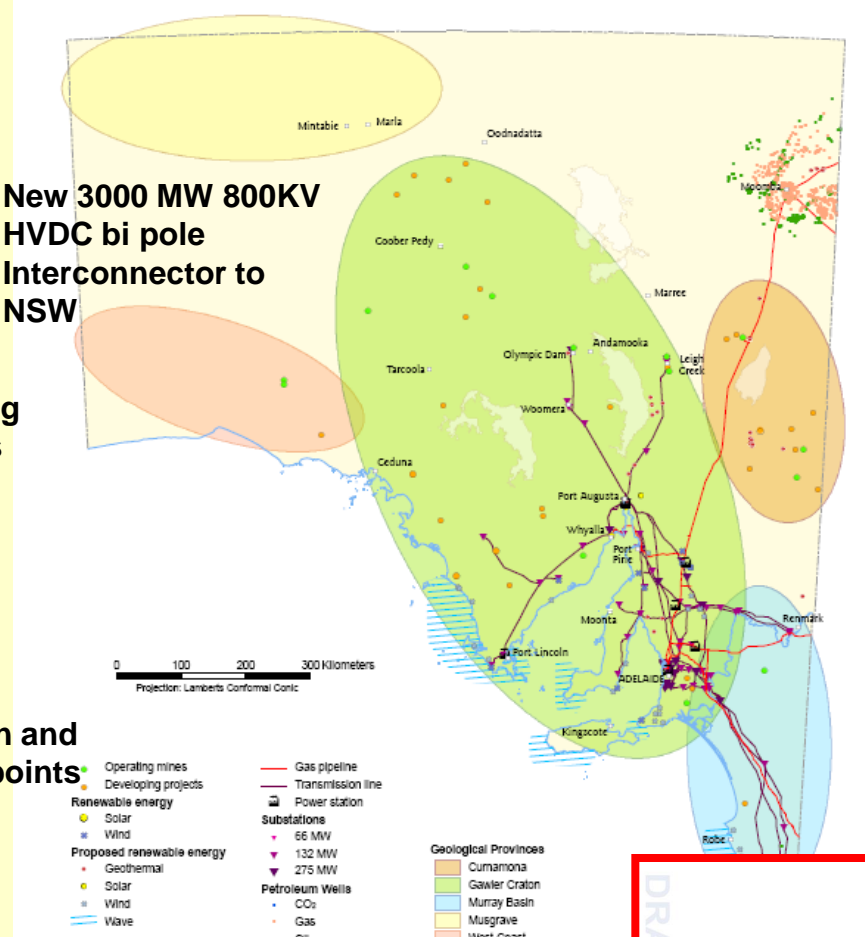 Mintabie
Marla
Oodnadatta
New 3000 MW 800KV
HVDC bi pole
Interconnector to
NSW
Moomba
Coober Pedy
Marree
Olympic Dam
Andamooka
Leigh
Creek
Tarcoola
Woomera
g
s
Ceduna
Port Augusta
Whyalla
Port
Pirie
Moonta
Renmark
Port Lincoln
ADELAIDE
Kingscote
Robe
0 100 200 300 Kilometers
Projection: Lamberts Conformal Conic
n and
points
Operating mines
Developing projects
Renewable energy
Solar
Wind
Proposed renewable energy
Geothermal
Solar
Wind
Wave
Gas pipeline
Transmission line
Power station
Substations
66 MW
132 MW
275 MW
Petroleum Wells
CO₂
Gas
Geological Provinces
Curnamona
Gawler Craton
Murray Basin
Musgrave
West Coast
DRA